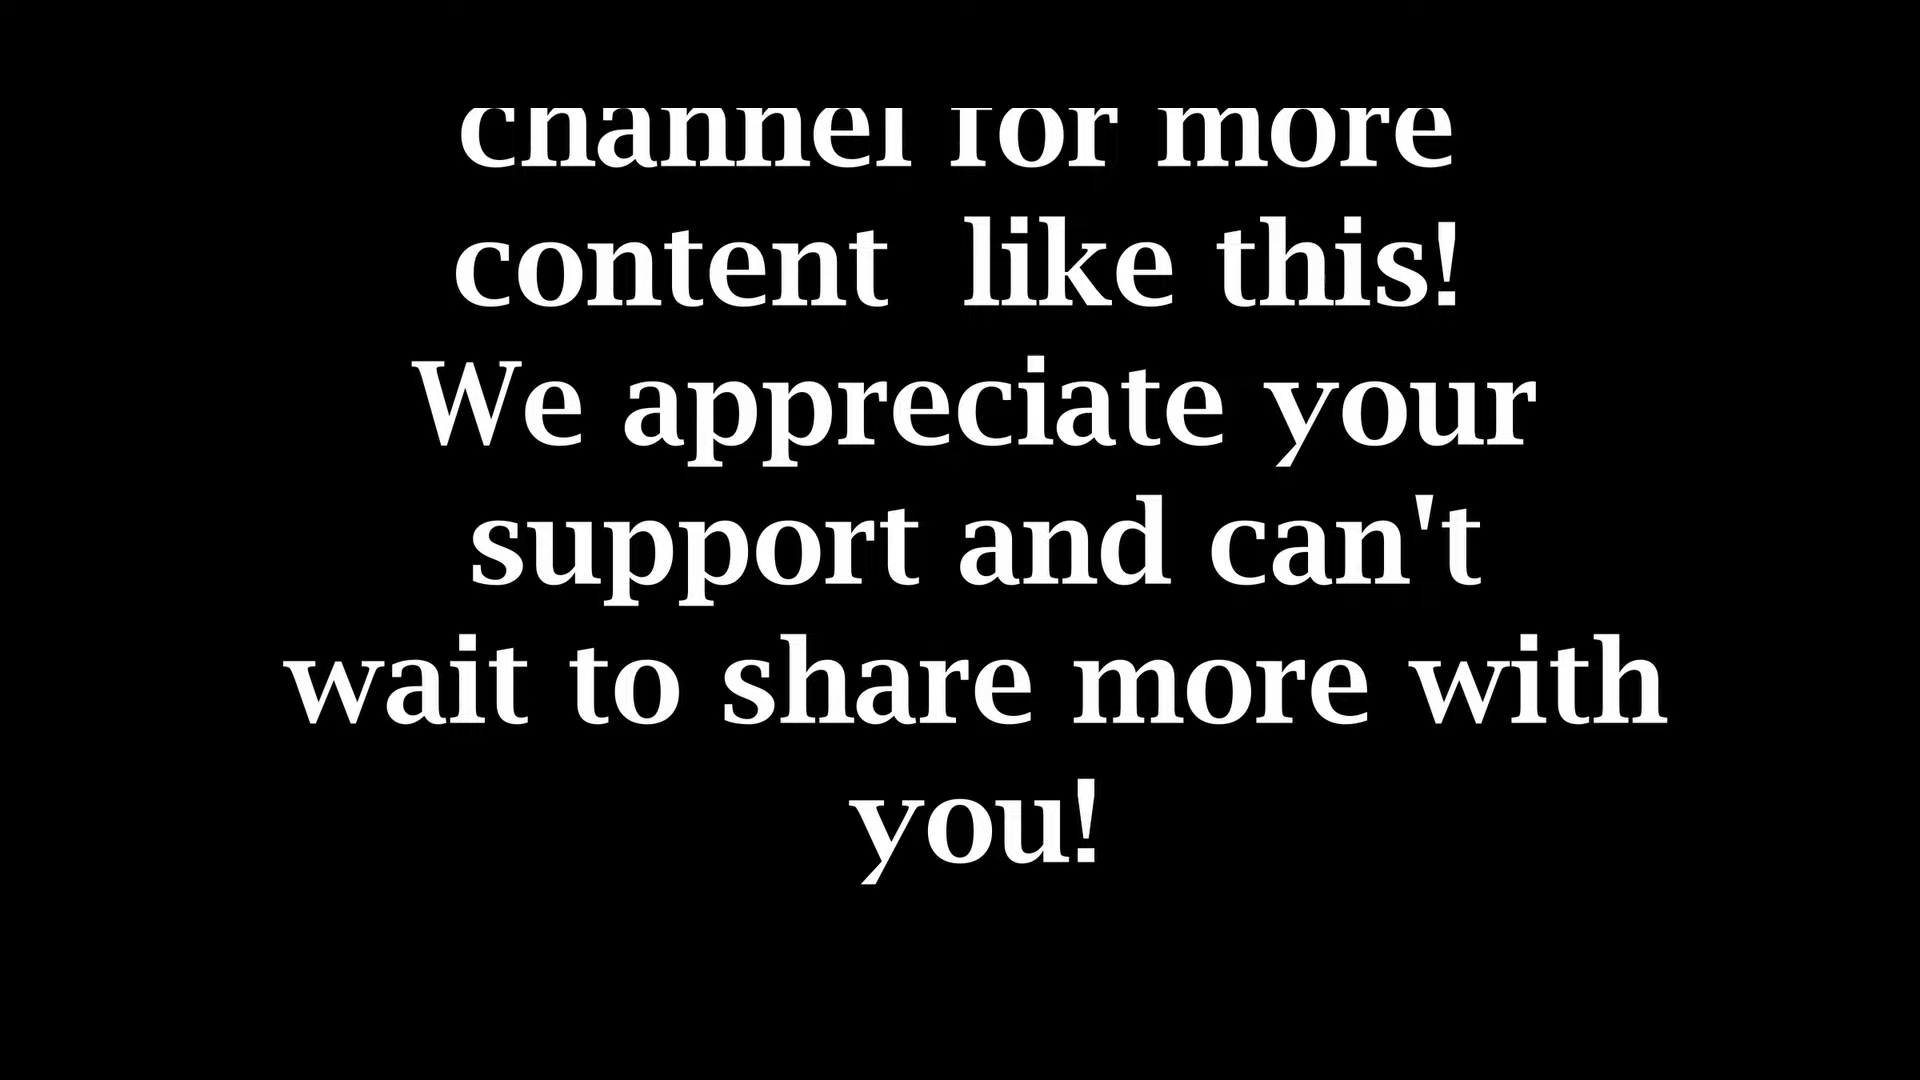 channel for more
content  like this!
We appreciate your
support and can't
wait to share more with
you!